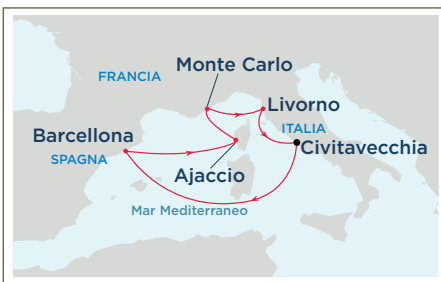 Monte Carlo
FRANCIA
Livorno
Barcellona
ITALIA
Civitavecchia
SPAGNA
Ajaccio
Mar Mediterraneo